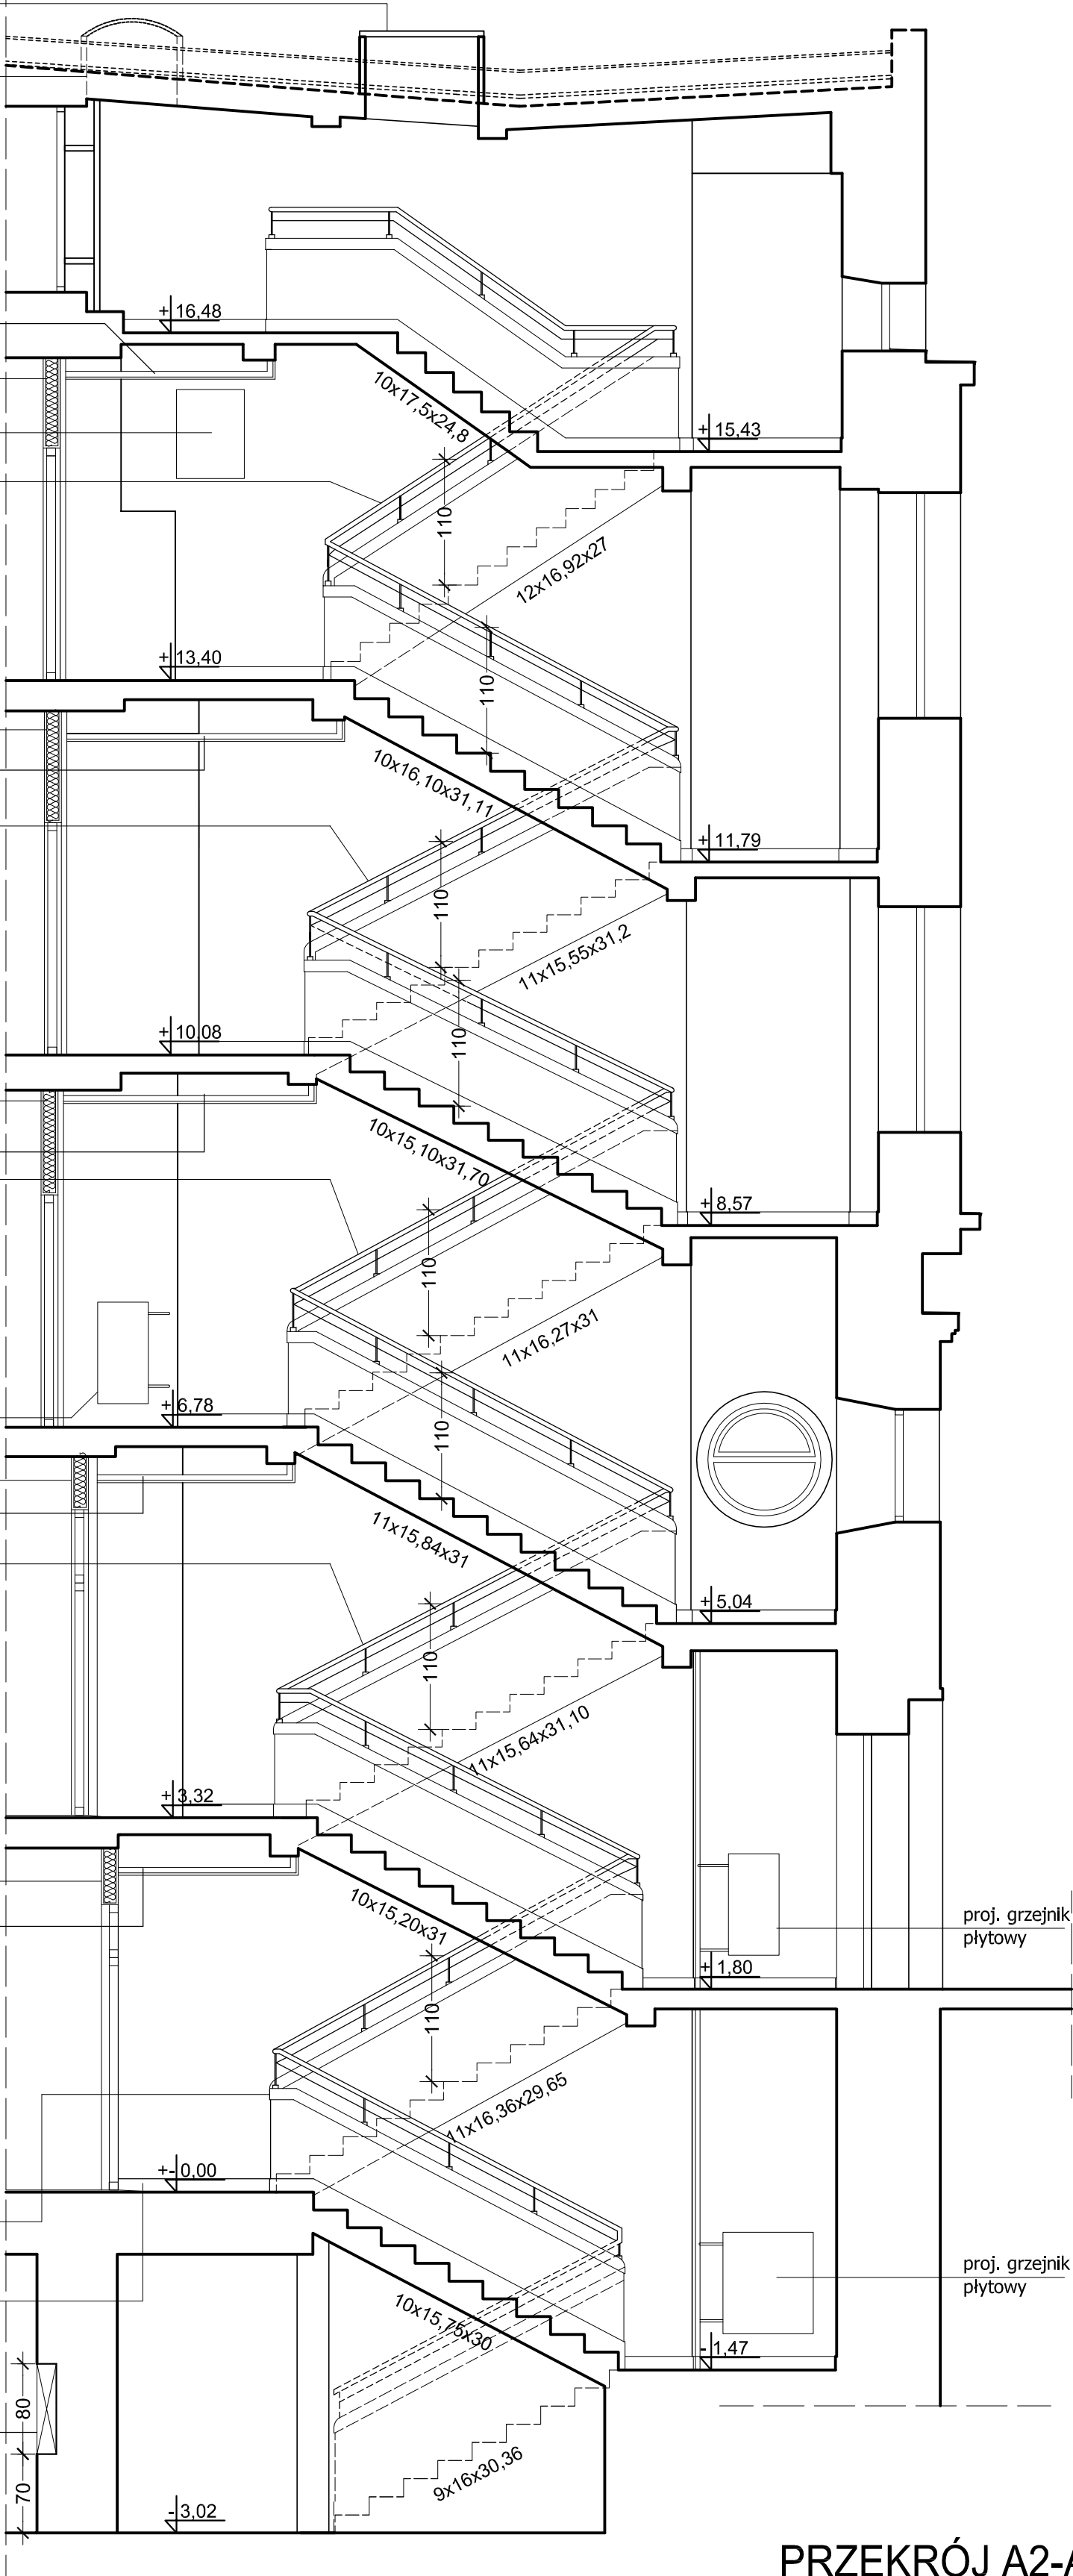 + 16,48
10x17,5x24,8
+ 15,43
110
12x16,92x27
110
+ 13,40
10x16,10x31,11
+ 11,79
110
11x15,55x31,2
+ 10,08
110
10x15,10x31,70
+ 8,57
110
11x16,27x31
+ 6,78
110
11x15,84x31
+ 5,04
110
11x15,64x31,10
+ 3,32
10x15,20x31
proj. grzejnik
płytowy
+ 1,80
110
11x16,36x29,65
+- 0,00
proj. grzejnik
płytowy
10x15,75x30
- 1,47
80
9x16x30,36
70
- 3,02
PRZEKRÓJ A2-A